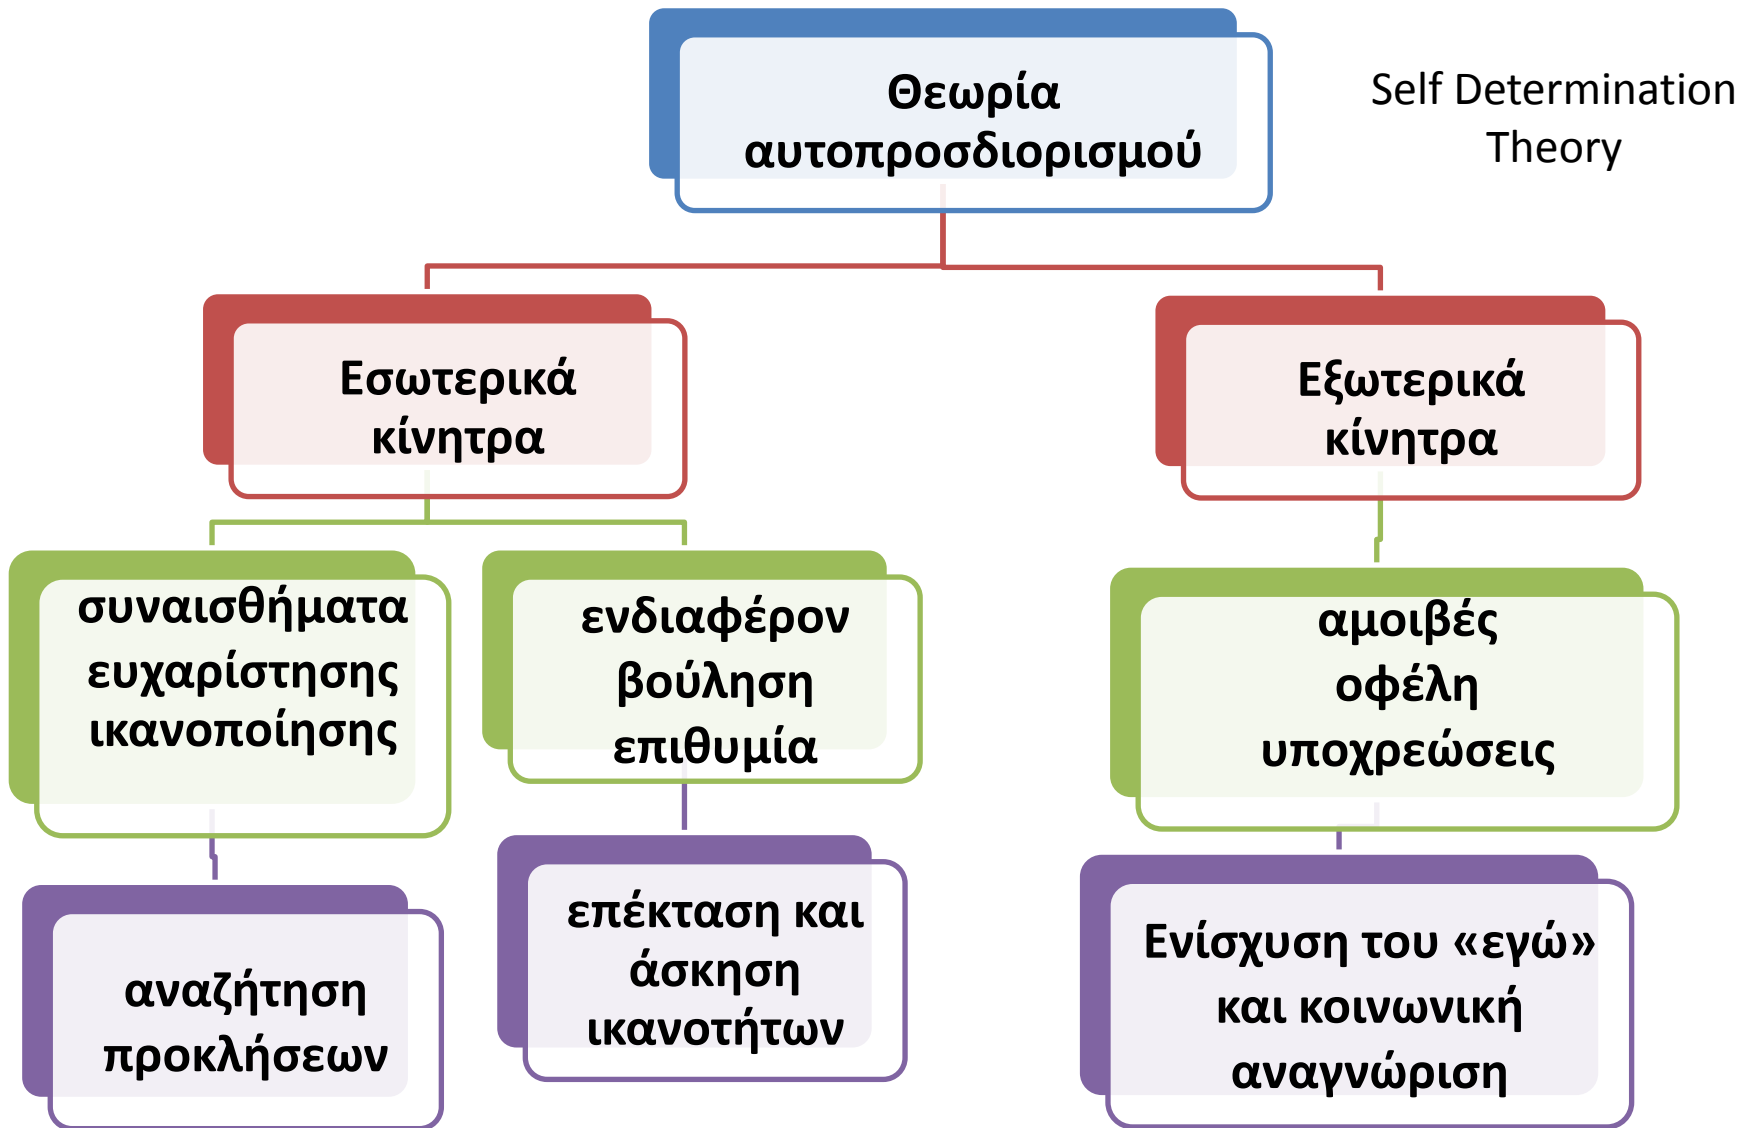 Θεωρία
αυτοπροσδιορισμού
Self Determination
Theory
Εσωτερικά
κίνητρα
Εξωτερικά
κίνητρα
συναισθήματα
ευχαρίστησης
ικανοποίησης
ενδιαφέρον
βούληση
επιθυμία
αμοιβές
οφέλη
υποχρεώσεις
αναζήτηση
προκλήσεων
επέκταση και
άσκηση
ικανοτήτων
Ενίσχυση του «εγώ»
και κοινωνική
αναγνώριση